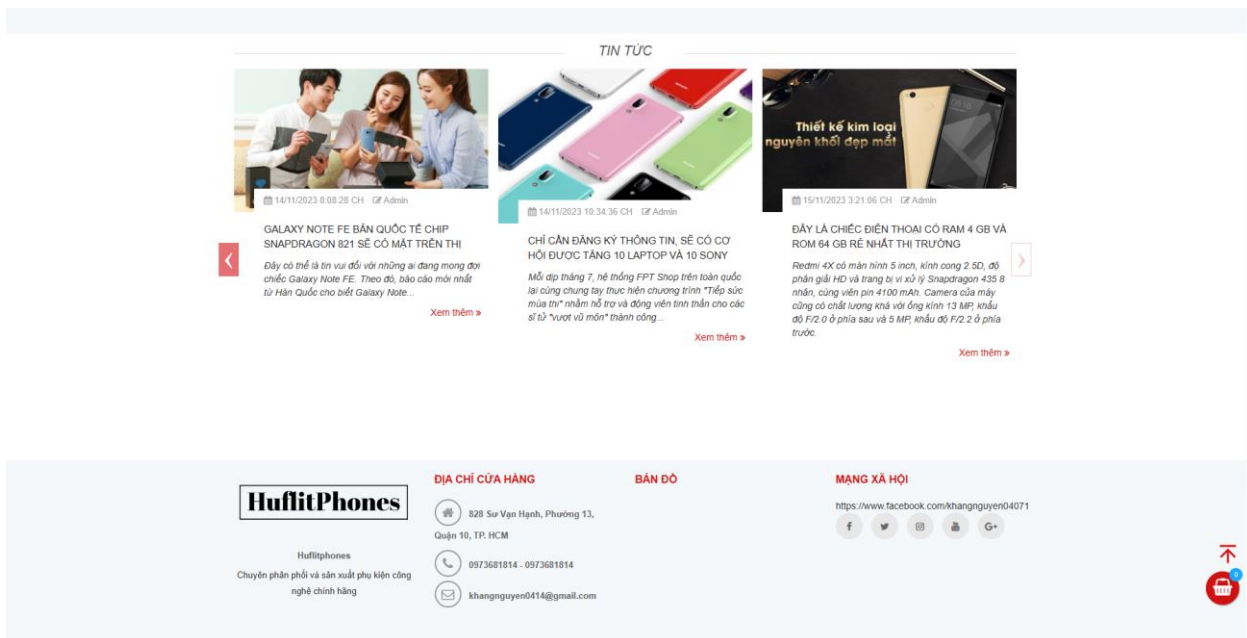 TIN TỨC
Thiết kế kim loại
nguyên khối đẹp mắt
14/11/2023 8:08:28 CH Admin
GALAXY NOTE FE BẢN QUỐC TẾ CHIP
SNAPDRAGON 821 SẼ CÓ MẶT TRÊN THỊ
Đây có thể là tin vui đối với những ai đang mong đợi
chiếc Galaxy Note FE. Theo đó, báo cáo mới nhất
từ Hàn Quốc cho biết Galaxy Note...
Xem thêm »
14/11/2023 10:34:36 CH Admin
CHỈ CẦN ĐĂNG KÝ THÔNG TIN, SẼ CÓ CƠ
HỘI ĐƯỢC TẶNG 10 LAPTOP VÀ 10 SONY
Mỗi dịp tháng 7, hệ thống FPT Shop trên toàn quốc
lại cùng chung tay thực hiện chương trình "Tiếp sức
mùa thi" nhằm hỗ trợ và động viên tinh thần cho các
sĩ tử "vượt vũ môn" thành công...
Xem thêm »
15/11/2023 3:21:06 CH Admin
ĐÂY LÀ CHIẾC ĐIỆN THOẠI CÓ RAM 4 GB VÀ
ROM 64 GB RẺ NHẤT THỊ TRƯỜNG
Redmi 4X có màn hình 5 inch, kính cong 2.5D, độ
phân giải HD và trang bị vi xử lý Snapdragon 435 8
nhân, cùng viên pin 4100 mAh. Camera của máy
cũng có chất lượng khá với ống kính 13 MP, khẩu
độ F/2.0 ở phía sau và 5 MP, khẩu độ F/2.2 ở phía
trước.
Xem thêm »
HuflitPhones
Huflitphones
Chuyên phân phối và sản xuất phụ kiện công
nghệ chính hãng
ĐỊA CHỈ CỬA HÀNG
828 Sư Vạn Hạnh, Phường 13,
Quận 10, TP. HCM
0973681814 - 0973681814
khangnguyen0414@gmail.com
BẢN ĐỒ
MẠNG XÃ HỘI
https://www.facebook.com/khangnguyen04071
0